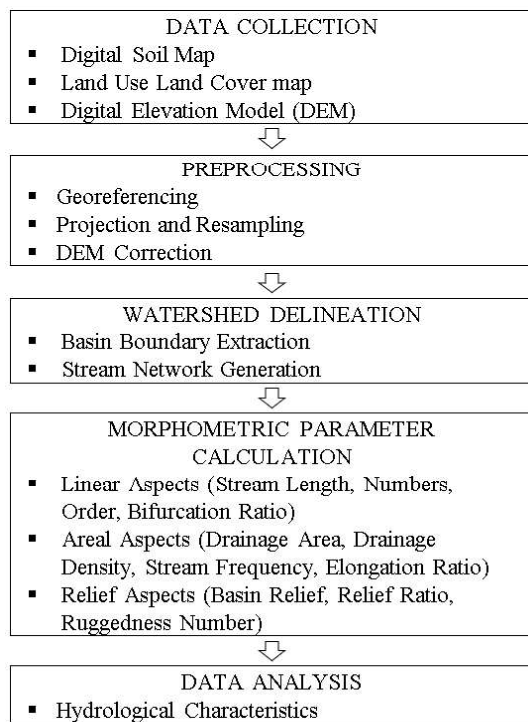 DATA COLLECTION
▪ Digital Soil Map
▪ Land Use Land Cover map
▪ Digital Elevation Model (DEM)
PREPROCESSING
▪ Georeferencing
▪ Projection and Resampling
▪ DEM Correction
WATERSHED DELINEATION
▪ Basin Boundary Extraction
▪ Stream Network Generation
MORPHOMETRIC PARAMETER
CALCULATION
▪ Linear Aspects (Stream Length, Numbers,
Order, Bifurcation Ratio)
▪ Areal Aspects (Drainage Area, Drainage
Density, Stream Frequency, Elongation Ratio)
▪ Relief Aspects (Basin Relief, Relief Ratio,
Ruggedness Number)
DATA ANALYSIS
▪ Hydrological Characteristics